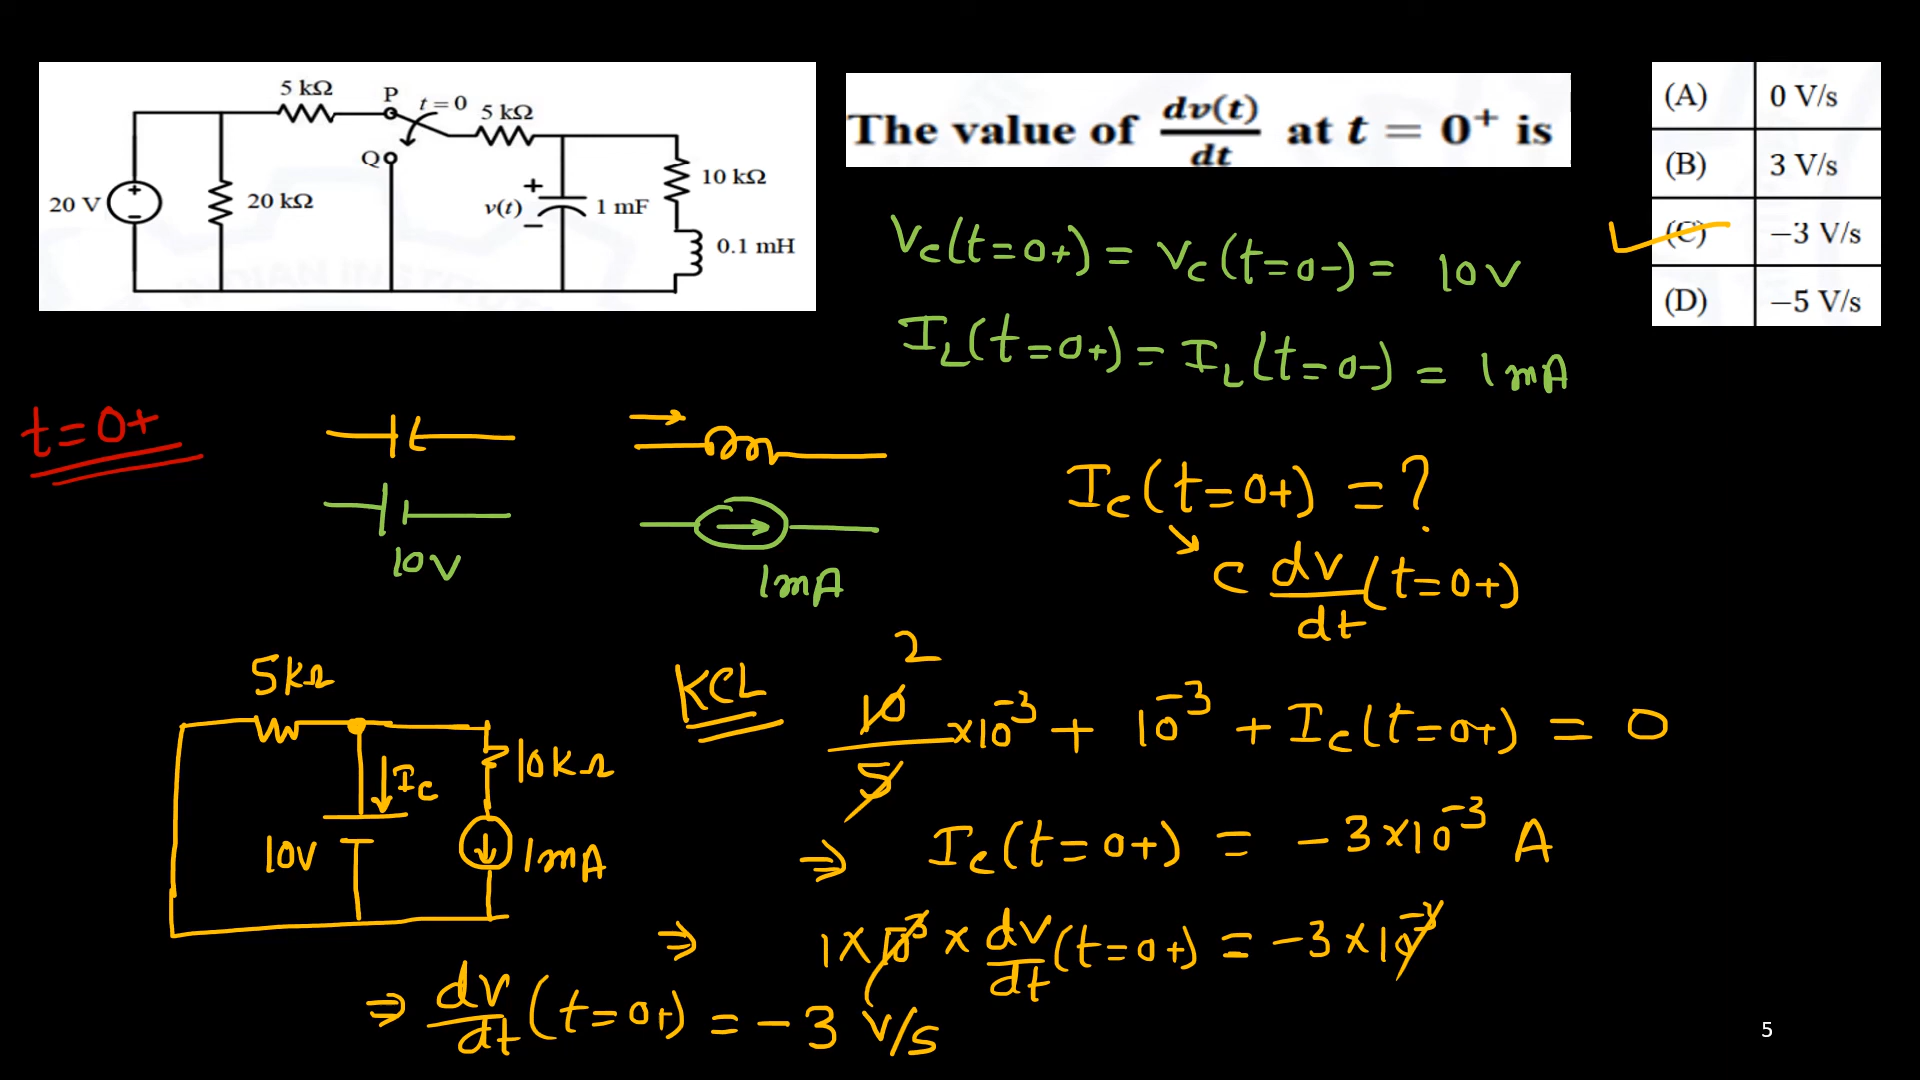 5 kΩ
P
t = 0
5 kΩ
Q
20 V
20 kΩ
+
v(t)
−
1 mF
10 kΩ
0.1 mH
The value of dv(t)/dt at t = 0⁺ is
(A) 0 V/s
(B) 3 V/s
(C) −3 V/s
(D) −5 V/s
Vc(t=0+) = Vc(t=0-) = 10V
IL(t=0+) = IL(t=0-) = 1mA
t=0+
10V
1mA
Ic(t=0+) = ?
C dv/dt (t=0+)
5kΩ
Ic
10V
10kΩ
1mA
KCL
2
10/5 ×10⁻³ + 10⁻³ + Ic(t=0+) = 0
⇒ Ic(t=0+) = -3×10⁻³ A
⇒ 1×10⁻³ × dv/dt (t=0+) = -3×10⁻³
⇒ dv/dt (t=0+) = -3 V/s
5